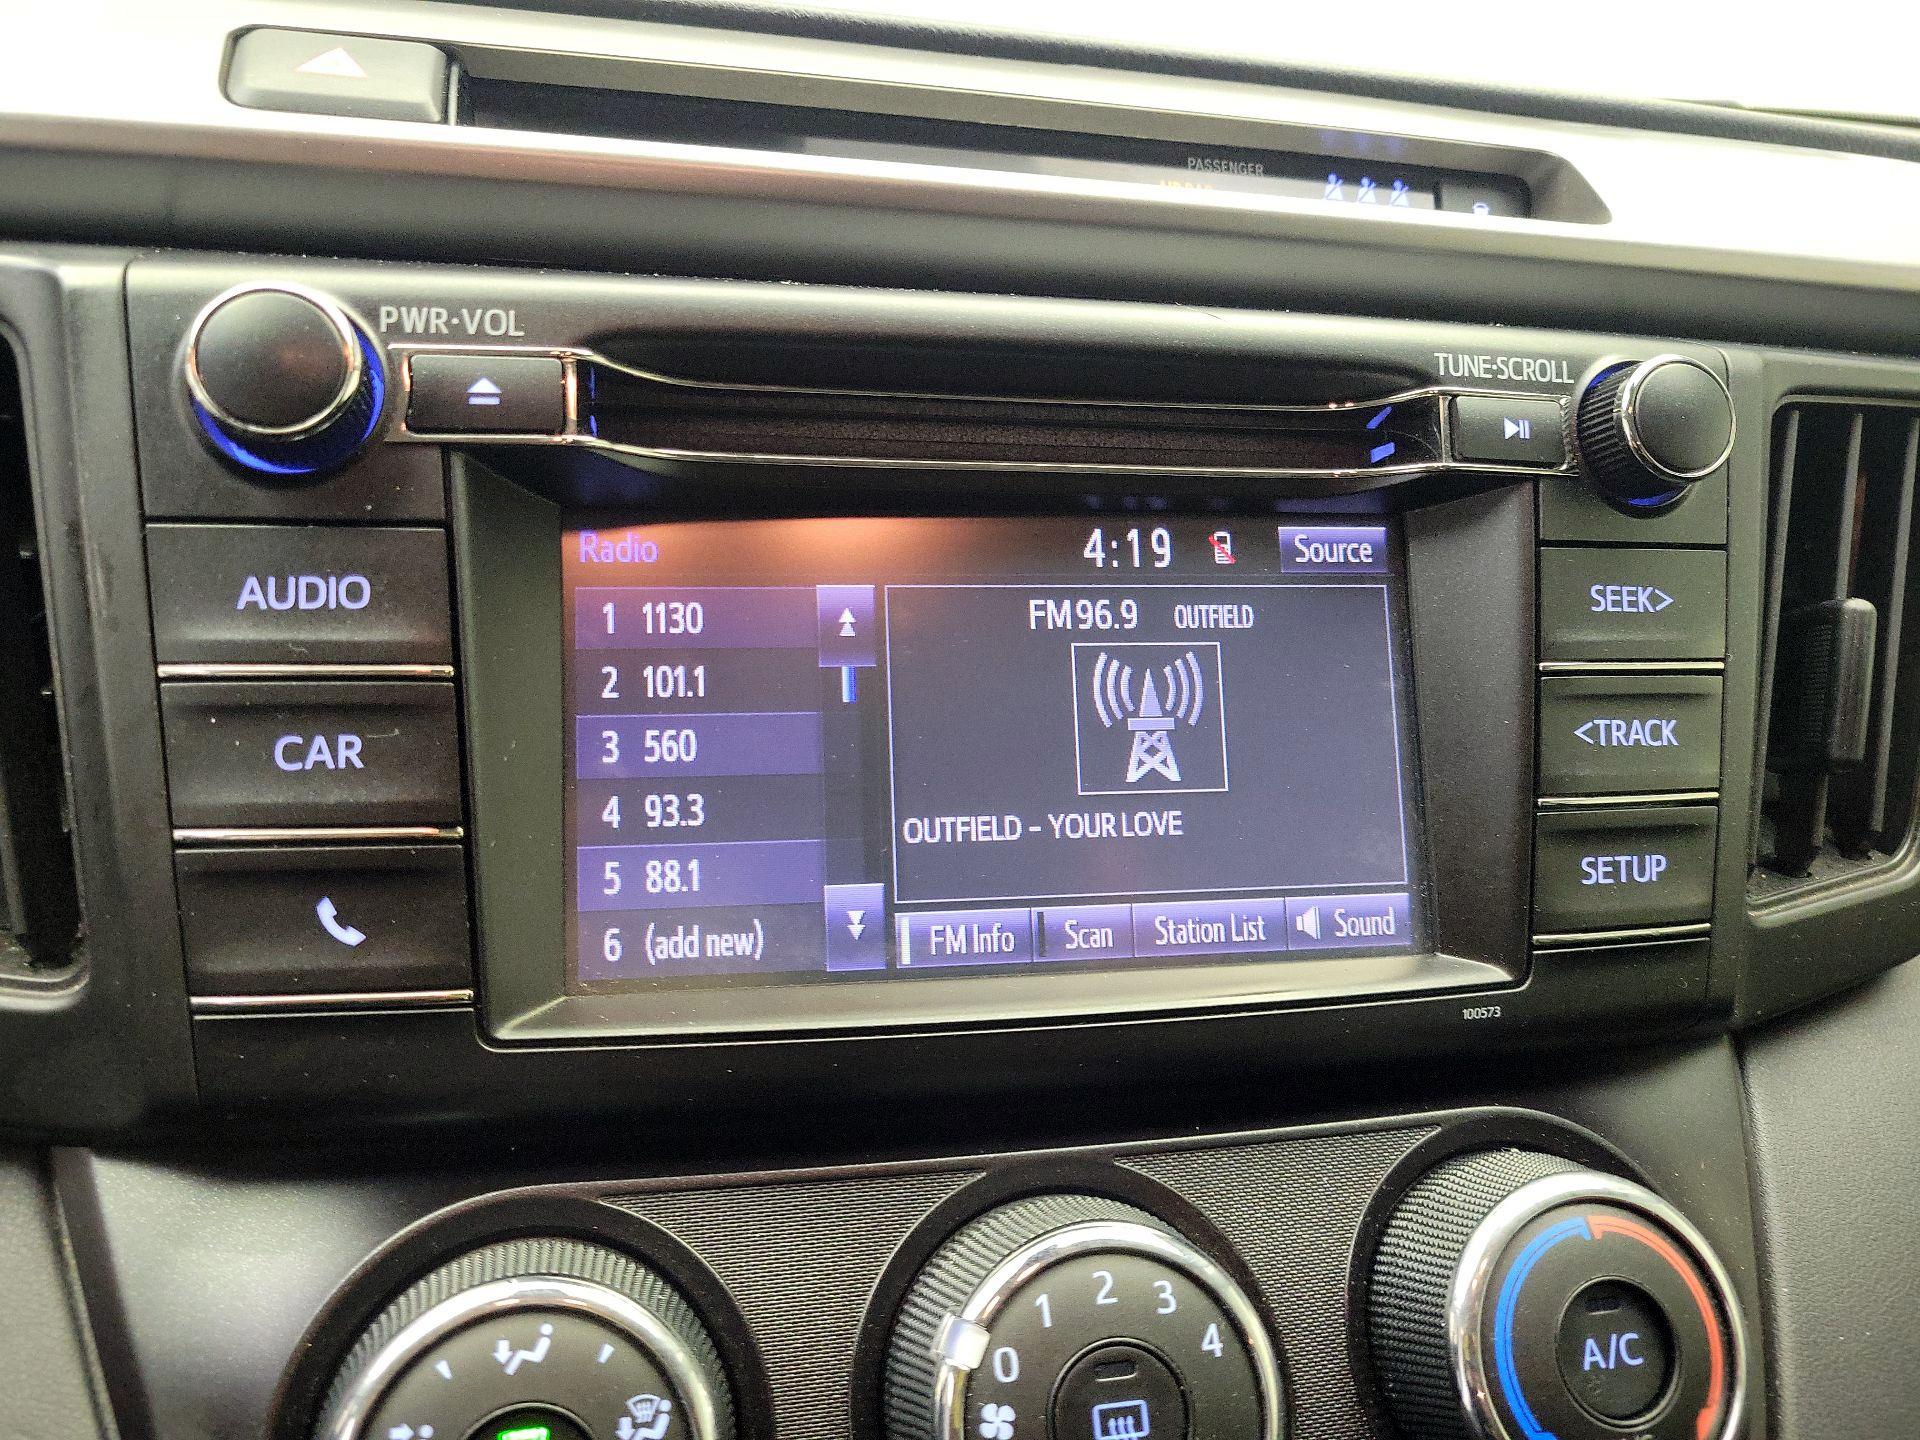 PASSENGER
PWR·VOL
TUNE·SCROLL
AUDIO
CAR
Radio
4:19
Source
1 1130
2 101.1
3 560
4 93.3
5 88.1
6 (add new)
FM 96.9 OUTFIELD
OUTFIELD - YOUR LOVE
FM Info
Scan
Station List
Sound
SEEK>
<TRACK
SETUP
100573
0 1 2 3 4
A/C